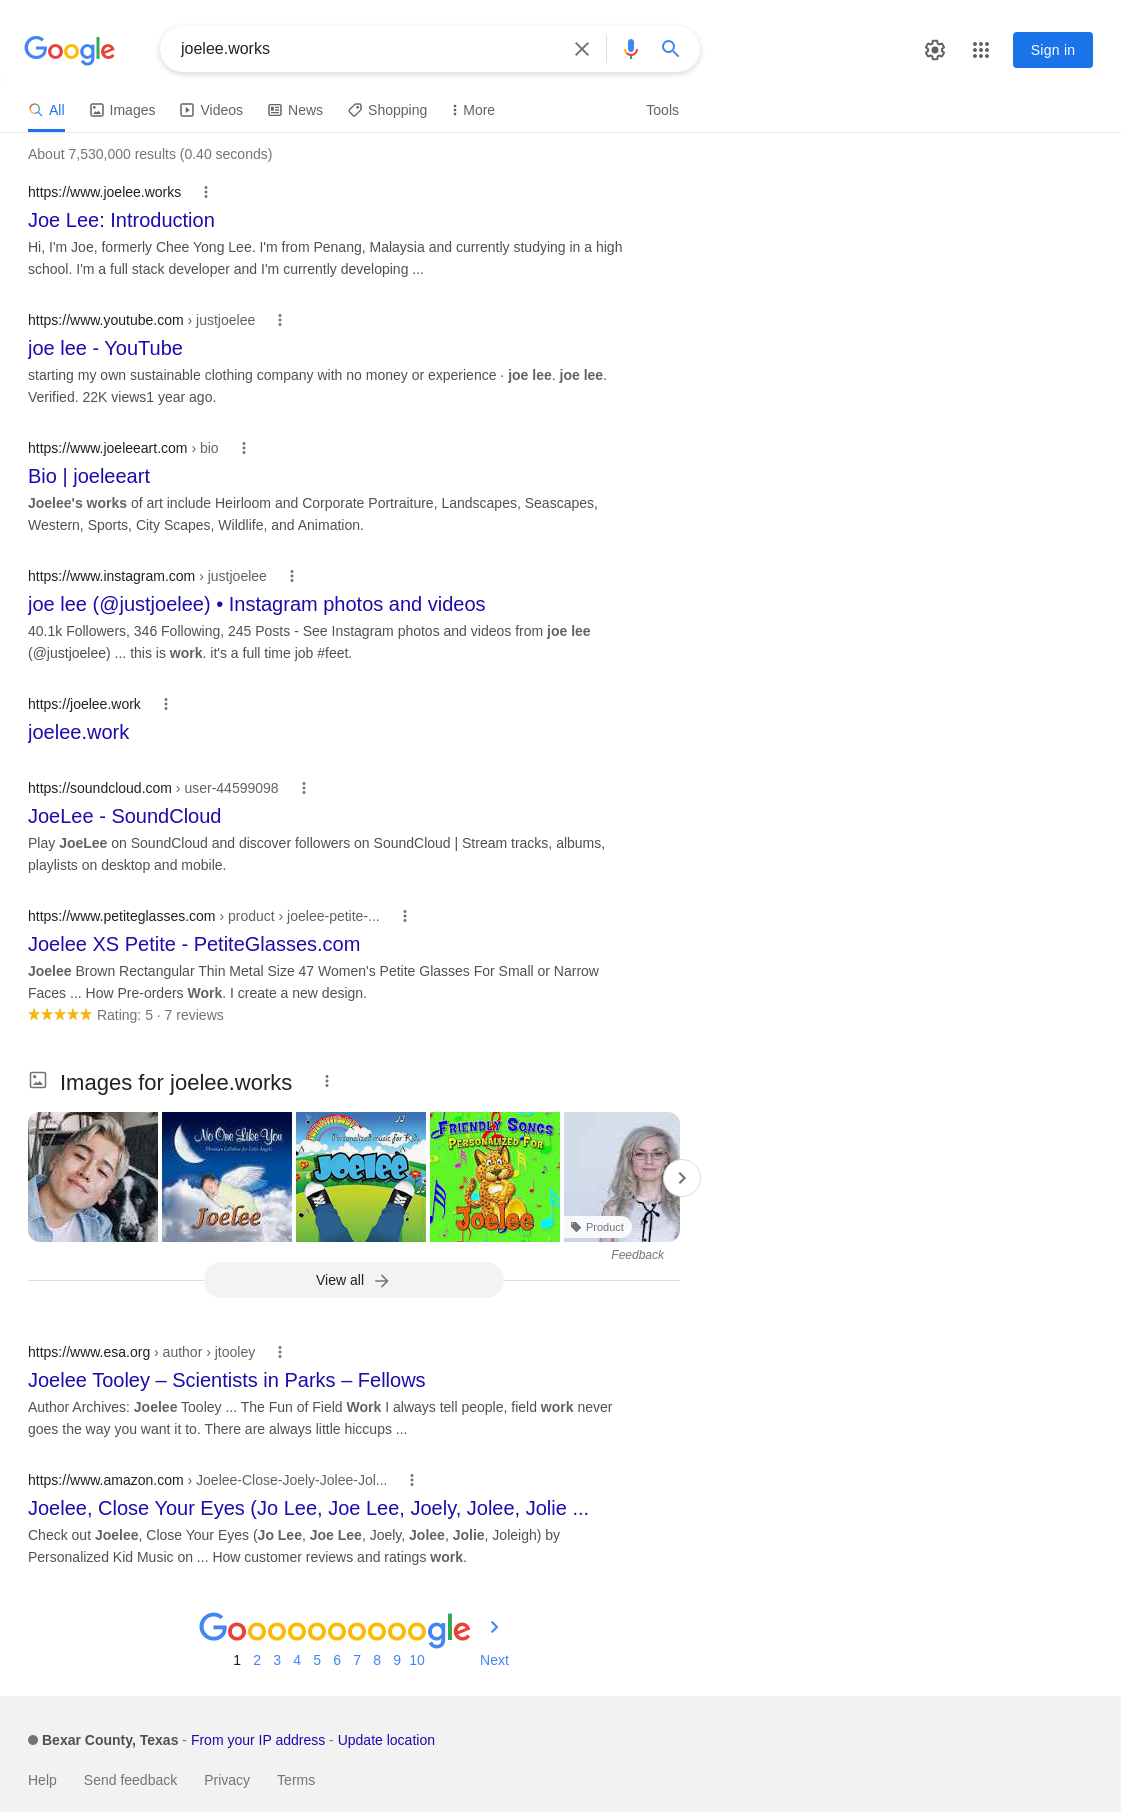 Google
joelee.works
Sign in
All
Images
Videos
News
Shopping
More
Tools
About 7,530,000 results (0.40 seconds)
https://www.joelee.works
Joe Lee: Introduction
Hi, I'm Joe, formerly Chee Yong Lee. I'm from Penang, Malaysia and currently studying in a high
school. I'm a full stack developer and I'm currently developing ...
https://www.youtube.com › justjoelee
joe lee - YouTube
starting my own sustainable clothing company with no money or experience · joe lee. joe lee.
Verified. 22K views1 year ago.
https://www.joeleeart.com › bio
Bio | joeleeart
Joelee's works of art include Heirloom and Corporate Portraiture, Landscapes, Seascapes,
Western, Sports, City Scapes, Wildlife, and Animation.
https://www.instagram.com › justjoelee
joe lee (@justjoelee) • Instagram photos and videos
40.1k Followers, 346 Following, 245 Posts - See Instagram photos and videos from joe lee
(@justjoelee) ... this is work. it's a full time job #feet.
https://joelee.work
joelee.work
https://soundcloud.com › user-44599098
JoeLee - SoundCloud
Play JoeLee on SoundCloud and discover followers on SoundCloud | Stream tracks, albums,
playlists on desktop and mobile.
https://www.petiteglasses.com › product › joelee-petite-...
Joelee XS Petite - PetiteGlasses.com
Joelee Brown Rectangular Thin Metal Size 47 Women's Petite Glasses For Small or Narrow
Faces ... How Pre-orders Work. I create a new design.
Rating: 5 · 7 reviews
Images for joelee.works
No One Like You
Christian Lullabies for Little Angels
Joelee
Personalized music for Kids
Joelee
FRIENDLY SONGS
PERSONALIZED FOR
Joelee
Product
Feedback
View all
https://www.esa.org › author › jtooley
Joelee Tooley – Scientists in Parks – Fellows
Author Archives: Joelee Tooley ... The Fun of Field Work I always tell people, field work never
goes the way you want it to. There are always little hiccups ...
https://www.amazon.com › Joelee-Close-Joely-Jolee-Jol...
Joelee, Close Your Eyes (Jo Lee, Joe Lee, Joely, Jolee, Jolie ...
Check out Joelee, Close Your Eyes (Jo Lee, Joe Lee, Joely, Jolee, Jolie, Joleigh) by
Personalized Kid Music on ... How customer reviews and ratings work.
Goooooooooogle
1 2 3 4 5 6 7 8 9 10 Next
Bexar County, Texas - From your IP address - Update location
Help Send feedback Privacy Terms